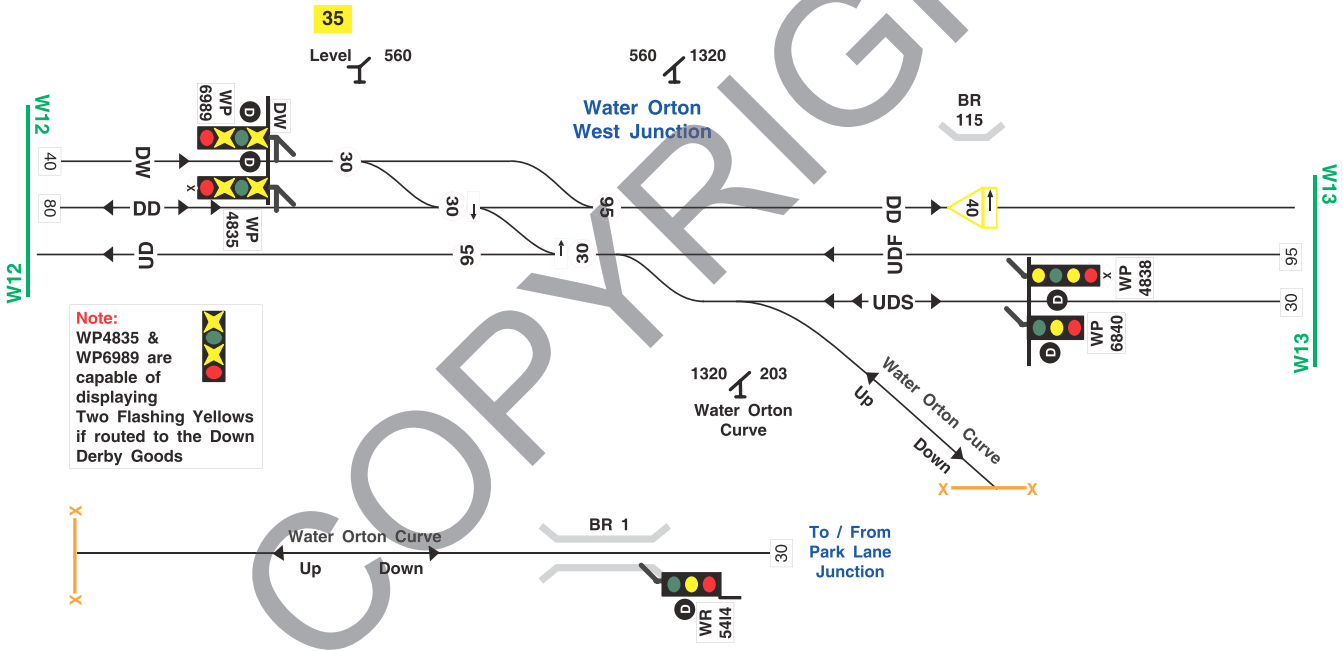 35
Level 560
560 1320
Water Orton
West Junction
BR
115
W12
W12
W13
W13
WP
6989
D
DW
D
x
WP
4835
40
DW
30
80
DD
30
95
DD
40
UD
95
30
UDF
95
UDS
30
x
WP
4838
D
WP
6840
D
Note:
WP4835 &
WP6989 are
capable of
displaying
Two Flashing Yellows
if routed to the Down
Derby Goods
1320 203
Water Orton
Curve
Water Orton Curve
Up
Down
X X
X
X
Water Orton Curve
Up Down
BR 1
30
To / From
Park Lane
Junction
D
WR
54I4
COPYRIG